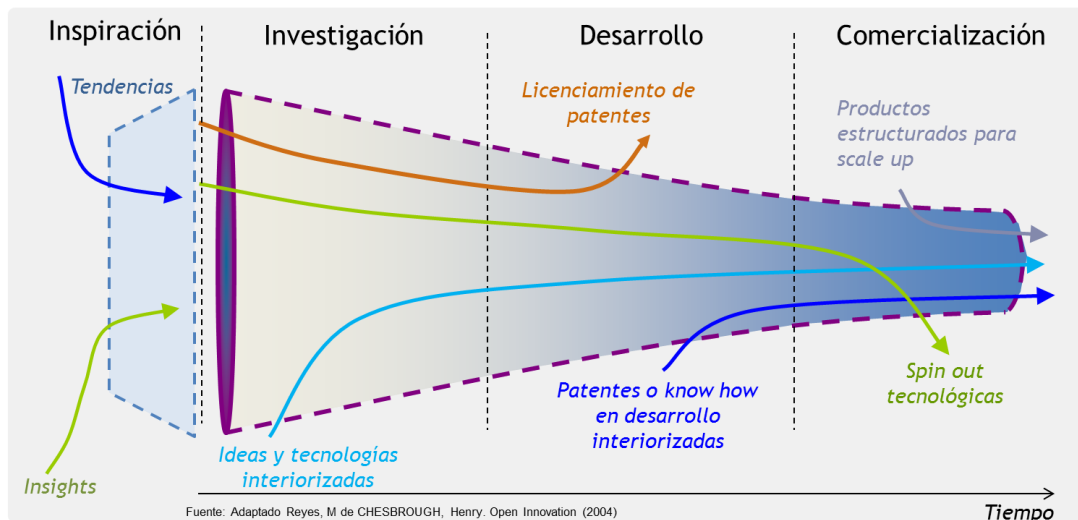 Inspiración
Investigación
Desarrollo
Comercialización
Tendencias
Licenciamiento de
patentes
Productos
estructurados para
scale up
Spin out
tecnológicas
Patentes o know how
en desarrollo
interiorizadas
Ideas y tecnologías
interiorizadas
Insights
Tiempo
Fuente: Adaptado Reyes, M de CHESBROUGH, Henry. Open Innovation (2004)